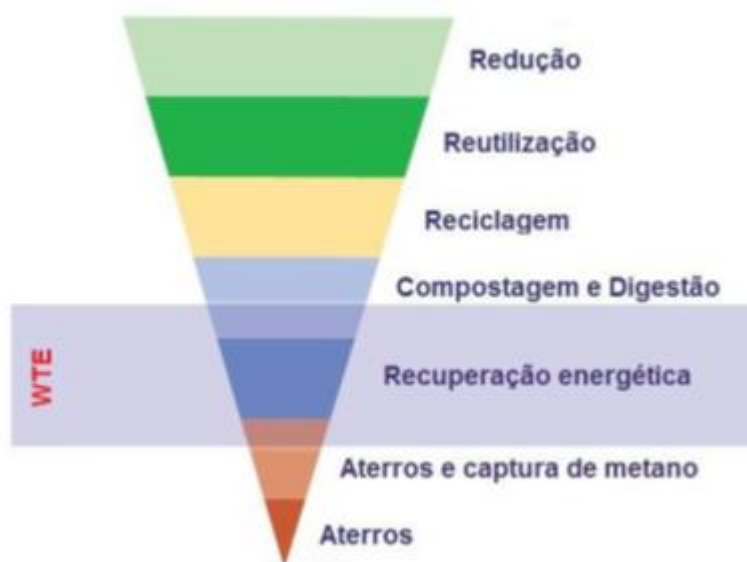 Redução
Reutilização
Reciclagem
Compostagem e Digestão
WTE
Recuperação energética
Aterros e captura de metano
Aterros